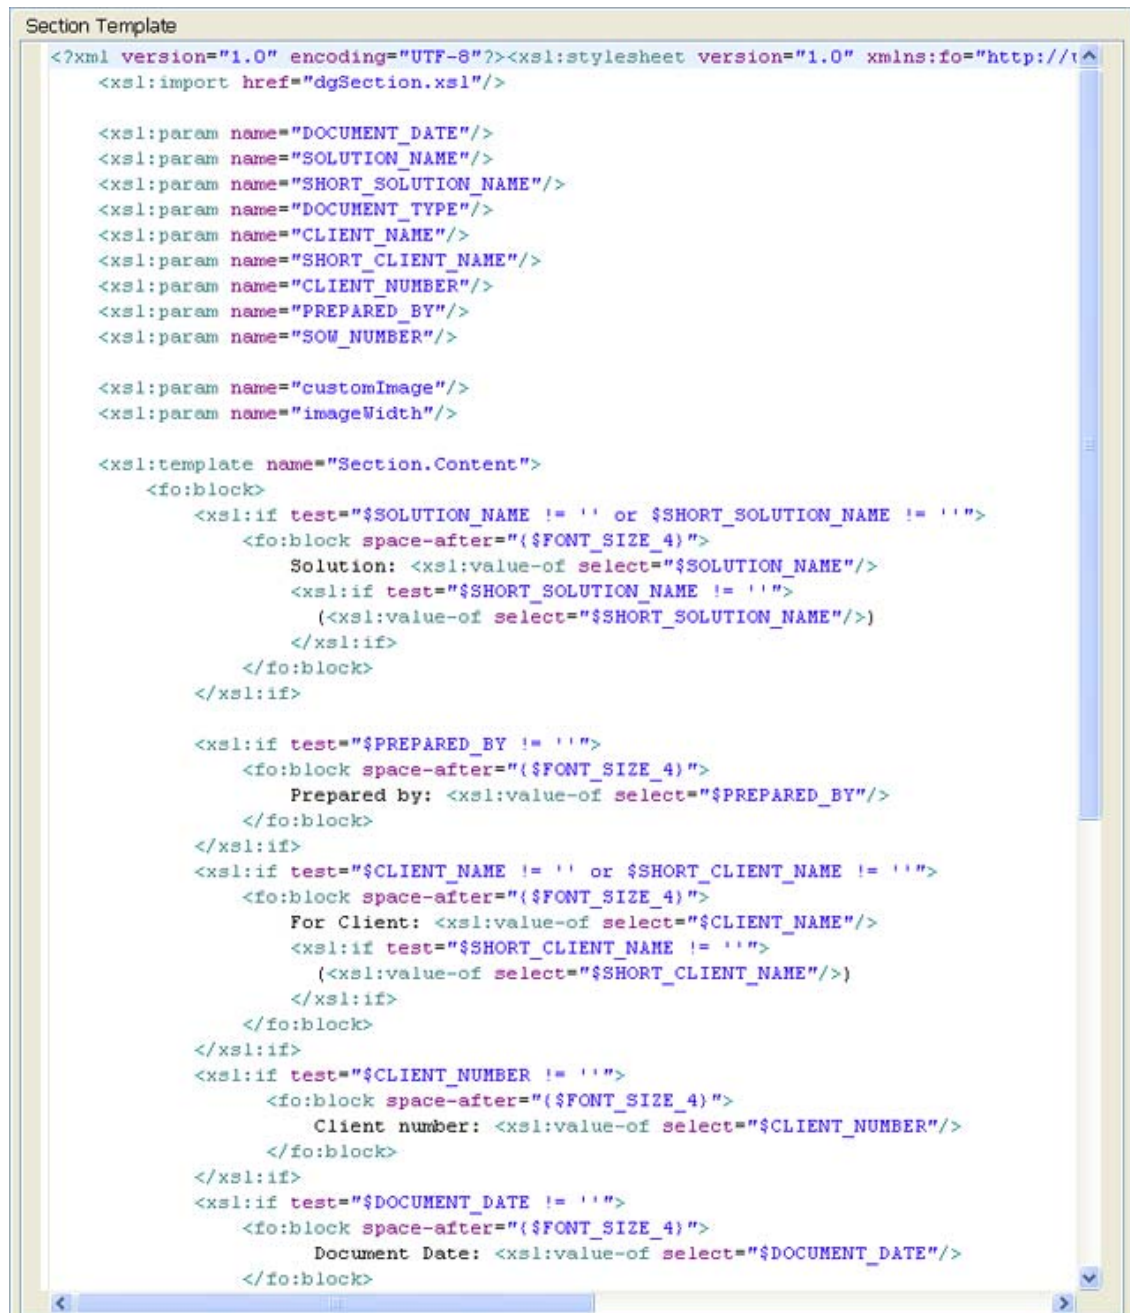 Section Template
<?xml version="1.0" encoding="UTF-8"?><xsl:stylesheet version="1.0" xmlns:fo="http://
<xsl:import href="dgSection.xsl"/>
<xsl:param name="DOCUMENT_DATE"/>
<xsl:param name="SOLUTION_NAME"/>
<xsl:param name="SHORT_SOLUTION_NAME"/>
<xsl:param name="DOCUMENT_TYPE"/>
<xsl:param name="CLIENT_NAME"/>
<xsl:param name="SHORT_CLIENT_NAME"/>
<xsl:param name="CLIENT_NUMBER"/>
<xsl:param name="PREPARED_BY"/>
<xsl:param name="SOW_NUMBER"/>
<xsl:param name="customImage"/>
<xsl:param name="imageWidth"/>
<xsl:template name="Section.Content">
<fo:block>
<xsl:if test="$SOLUTION_NAME != '' or $SHORT_SOLUTION_NAME != ''">
<fo:block space-after="{$FONT_SIZE_4}">
Solution: <xsl:value-of select="$SOLUTION_NAME"/>
<xsl:if test="$SHORT_SOLUTION_NAME != ''">
(<xsl:value-of select="$SHORT_SOLUTION_NAME"/>)
</xsl:if>
</fo:block>
</xsl:if>
<xsl:if test="$PREPARED_BY != ''">
<fo:block space-after="{$FONT_SIZE_4}">
Prepared by: <xsl:value-of select="$PREPARED_BY"/>
</fo:block>
</xsl:if>
<xsl:if test="$CLIENT_NAME != '' or $SHORT_CLIENT_NAME != ''">
<fo:block space-after="{$FONT_SIZE_4}">
For Client: <xsl:value-of select="$CLIENT_NAME"/>
<xsl:if test="$SHORT_CLIENT_NAME != ''">
(<xsl:value-of select="$SHORT_CLIENT_NAME"/>)
</xsl:if>
</fo:block>
</xsl:if>
<xsl:if test="$CLIENT_NUMBER != ''">
<fo:block space-after="{$FONT_SIZE_4}">
Client number: <xsl:value-of select="$CLIENT_NUMBER"/>
</fo:block>
</xsl:if>
<xsl:if test="$DOCUMENT_DATE != ''">
<fo:block space-after="{$FONT_SIZE_4}">
Document Date: <xsl:value-of select="$DOCUMENT_DATE"/>
</fo:block>